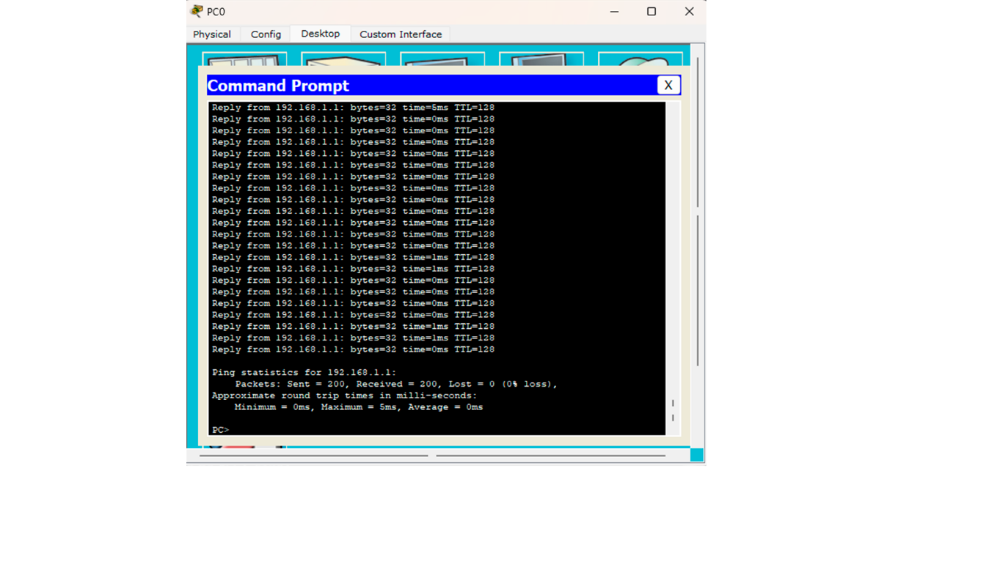 PC0
Physical Config Desktop Custom Interface
Command Prompt X
Reply from 192.168.1.1: bytes=32 time=5ms TTL=128
Reply from 192.168.1.1: bytes=32 time=0ms TTL=128
Reply from 192.168.1.1: bytes=32 time=0ms TTL=128
Reply from 192.168.1.1: bytes=32 time=0ms TTL=128
Reply from 192.168.1.1: bytes=32 time=0ms TTL=128
Reply from 192.168.1.1: bytes=32 time=0ms TTL=128
Reply from 192.168.1.1: bytes=32 time=0ms TTL=128
Reply from 192.168.1.1: bytes=32 time=0ms TTL=128
Reply from 192.168.1.1: bytes=32 time=0ms TTL=128
Reply from 192.168.1.1: bytes=32 time=0ms TTL=128
Reply from 192.168.1.1: bytes=32 time=0ms TTL=128
Reply from 192.168.1.1: bytes=32 time=0ms TTL=128
Reply from 192.168.1.1: bytes=32 time=0ms TTL=128
Reply from 192.168.1.1: bytes=32 time=1ms TTL=128
Reply from 192.168.1.1: bytes=32 time=1ms TTL=128
Reply from 192.168.1.1: bytes=32 time=0ms TTL=128
Reply from 192.168.1.1: bytes=32 time=0ms TTL=128
Reply from 192.168.1.1: bytes=32 time=0ms TTL=128
Reply from 192.168.1.1: bytes=32 time=0ms TTL=128
Reply from 192.168.1.1: bytes=32 time=1ms TTL=128
Reply from 192.168.1.1: bytes=32 time=1ms TTL=128
Reply from 192.168.1.1: bytes=32 time=0ms TTL=128
Ping statistics for 192.168.1.1:
Packets: Sent = 200, Received = 200, Lost = 0 (0% loss),
Approximate round trip times in milli-seconds:
Minimum = 0ms, Maximum = 5ms, Average = 0ms
PC>